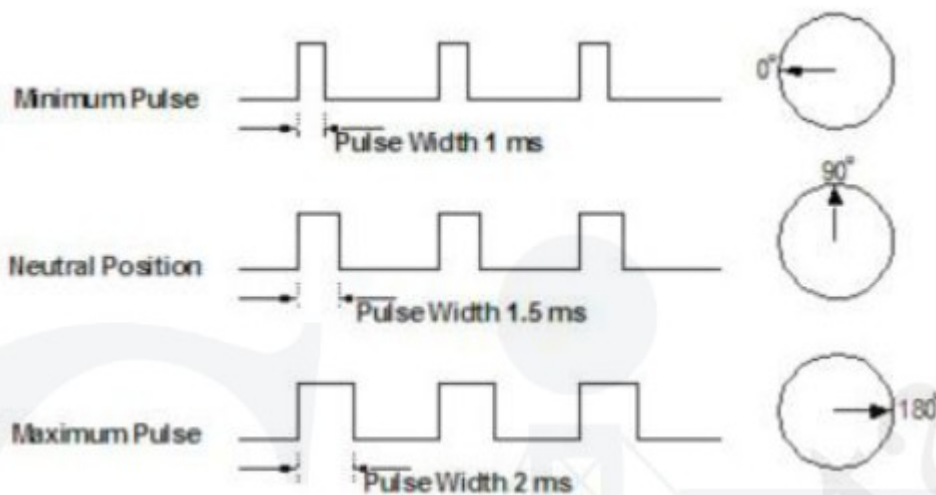 0°
Minimum Pulse
Pulse Width 1 ms
90°
Neutral Position
Pulse Width 1.5 ms
Maximum Pulse
180°
Pulse Width 2 ms